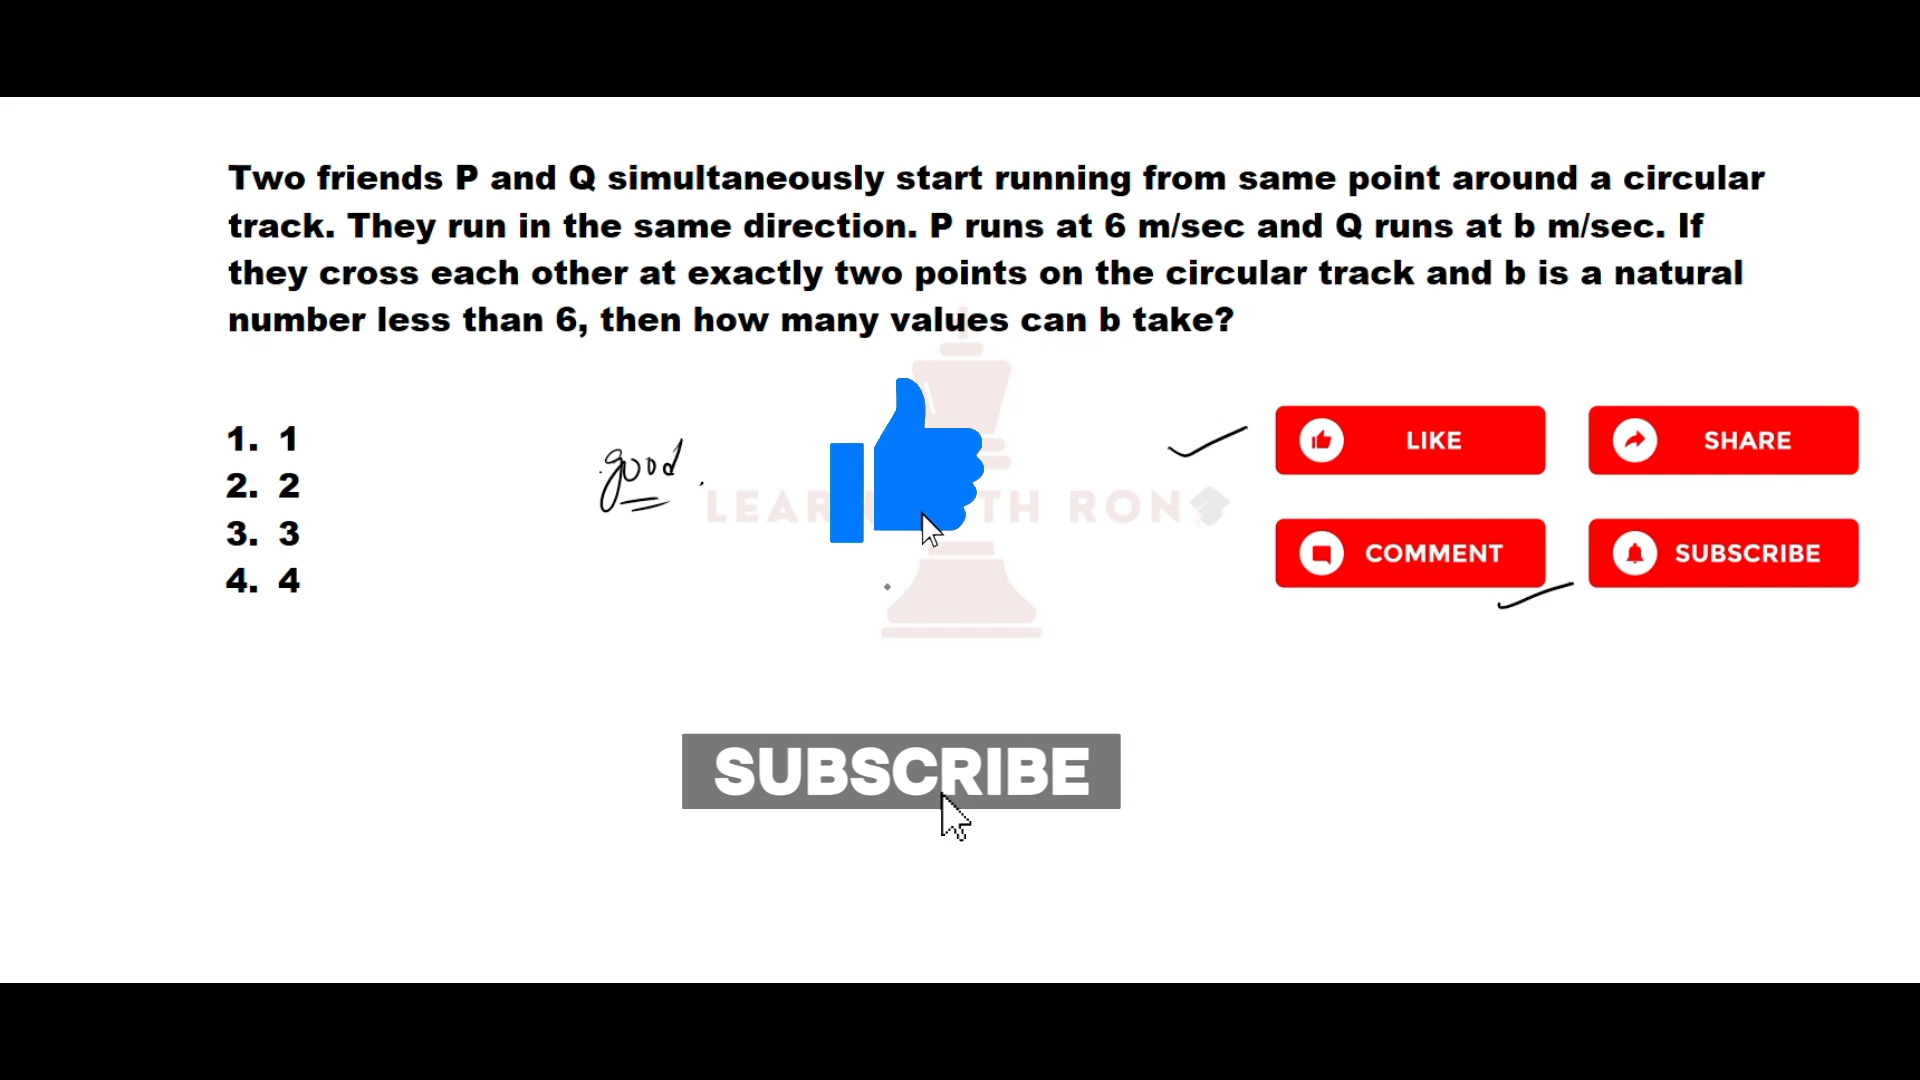 Two friends P and Q simultaneously start running from same point around a circular
track. They run in the same direction. P runs at 6 m/sec and Q runs at b m/sec. If
they cross each other at exactly two points on the circular track and b is a natural
number less than 6, then how many values can b take?
1. 1
2. 2
3. 3
4. 4
good.
LIKE
SHARE
COMMENT
SUBSCRIBE
RON
SUBSCRIBE